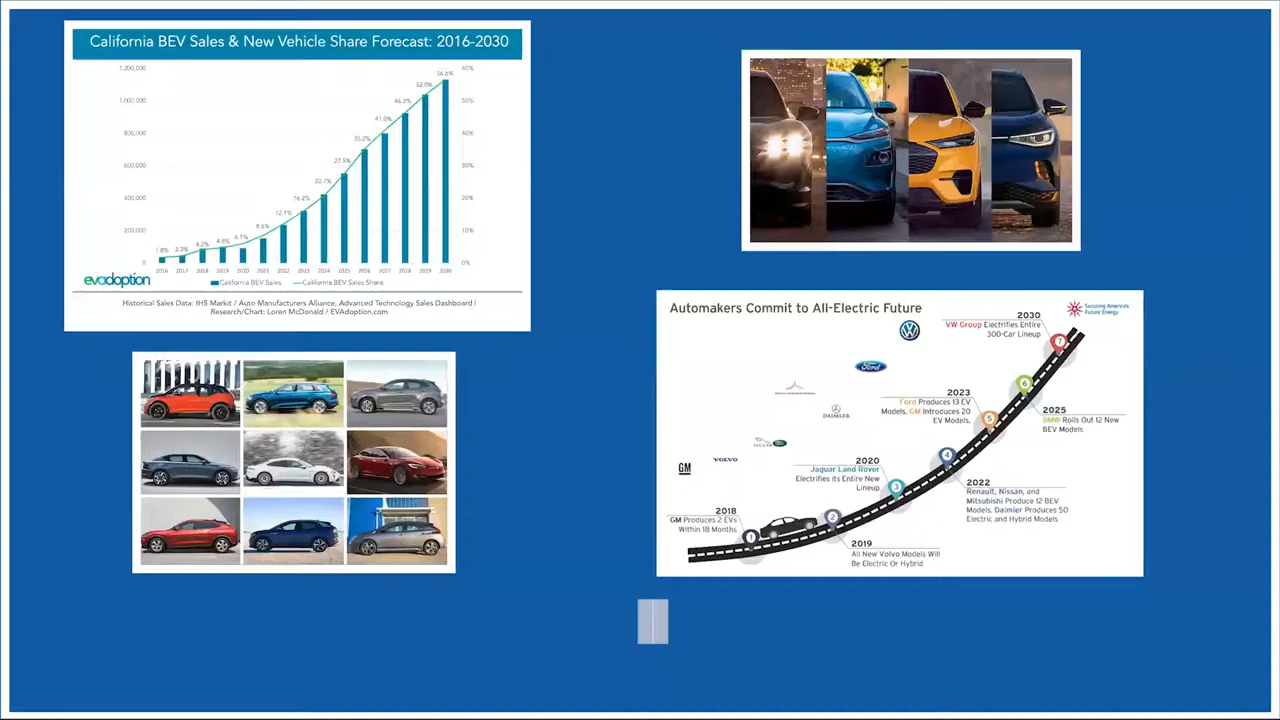 California BEV Sales & New Vehicle Share Forecast: 2016-2030
1,200,000
1,000,000
800,000
600,000
400,000
200,000
0
60%
50%
40%
30%
20%
10%
0%
1.8%
2.3%
4.2%
4.8%
6.1%
8.6%
12.1%
16.2%
20.7%
27.5%
35.2%
41.0%
46.3%
52.0%
56.6%
2016 2017 2018 2019 2020 2021 2022 2023 2024 2025 2026 2027 2028 2029 2030
California BEV Sales California BEV Sales Share
evadoption
Historical Sales Data: IHS Markit / Auto Manufacturers Alliance, Advanced Technology Sales Dashboard |
Research/Chart: Loren McDonald / EVAdoption.com
Automakers Commit to All-Electric Future
Securing America's
Future Energy
2030
VW Group Electrifies Entire
300-Car Lineup
7
Ford
6
2023
Ford Produces 13 EV
Models. GM Introduces 20
EV Models.
5
2025
BMW Rolls Out 12 New
BEV Models
DAIMLER
JAGUAR
VOLVO
GM
4
2020
Jaguar Land Rover
Electrifies its Entire New
Lineup
3
2022
Renault, Nissan, and
Mitsubishi Produce 12 BEV
Models. Daimler Produces 50
Electric and Hybrid Models
2018
GM Produces 2 EVs
Within 18 Months
1
2
2019
All New Volvo Models Will
Be Electric Or Hybrid